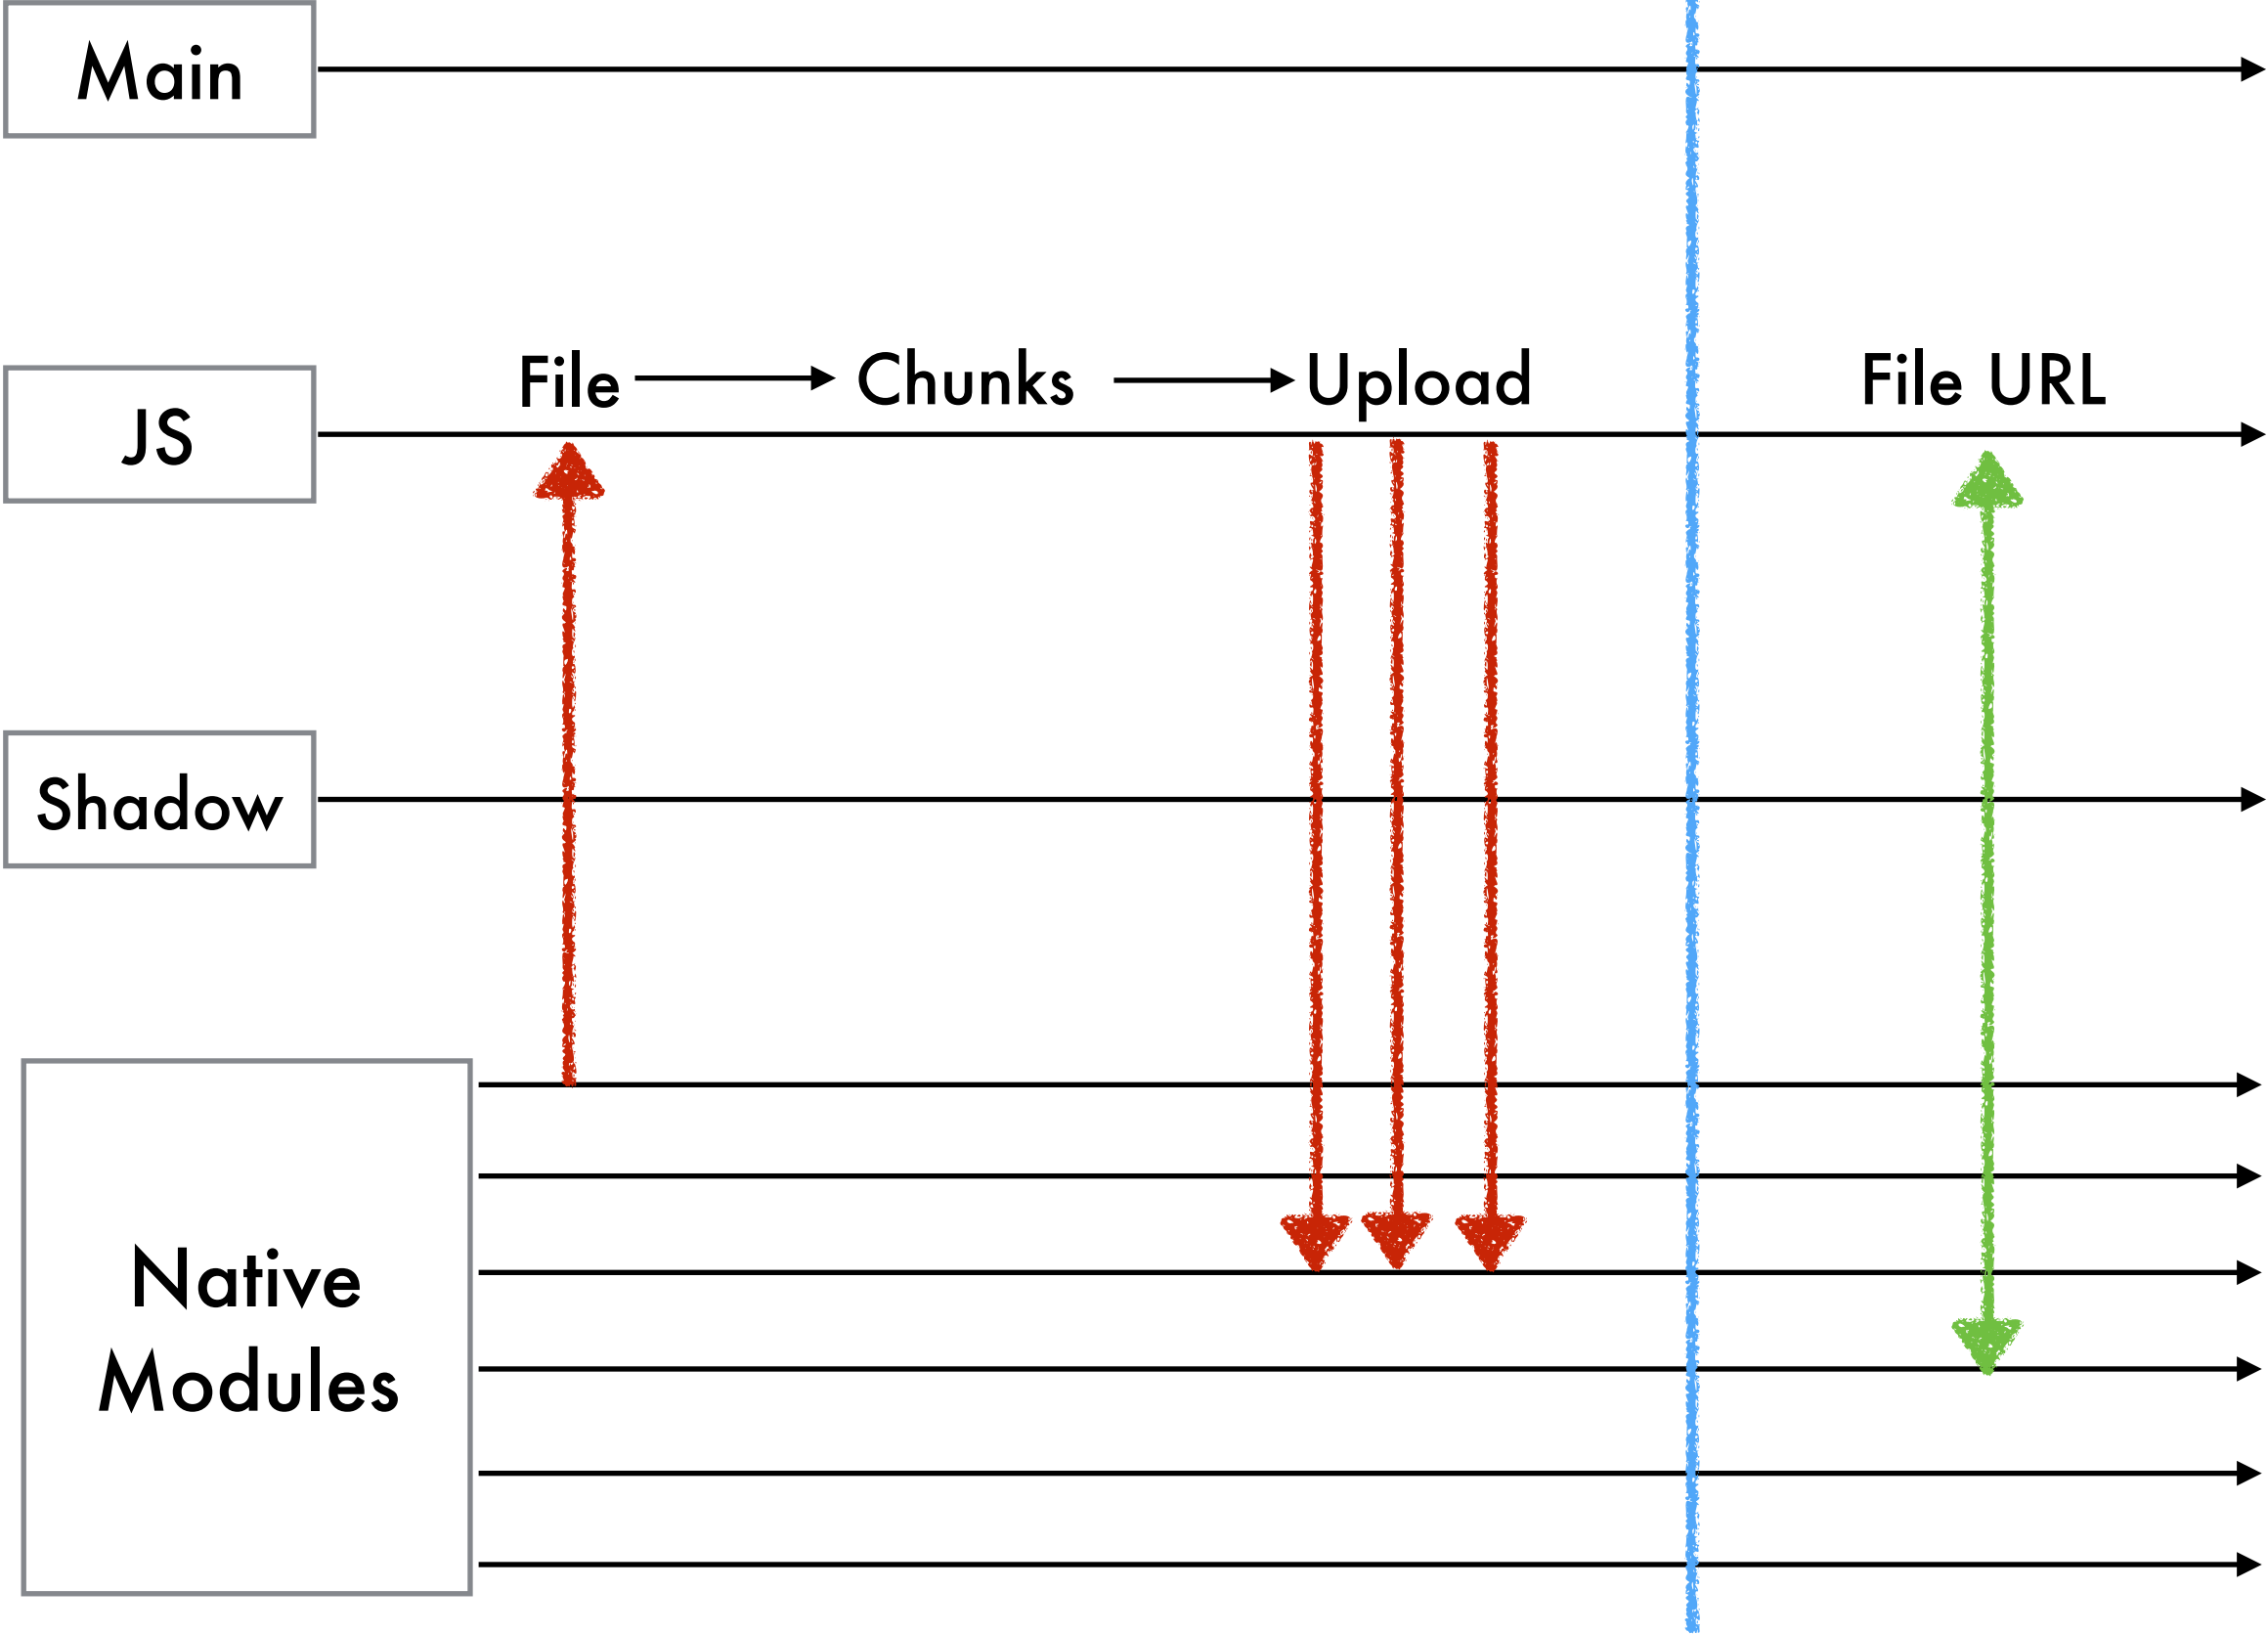 Main
File
Chunks
Upload
File URL
JS
Shadow
Native
Modules